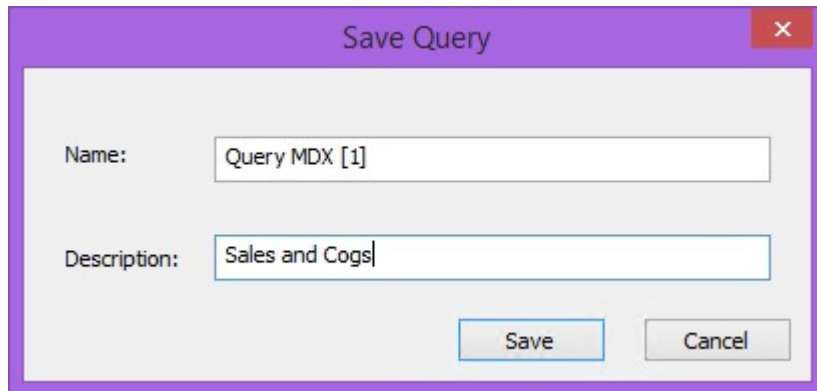 Save Query
Name: Query MDX [1]
Description: Sales and Cogs
Save Cancel